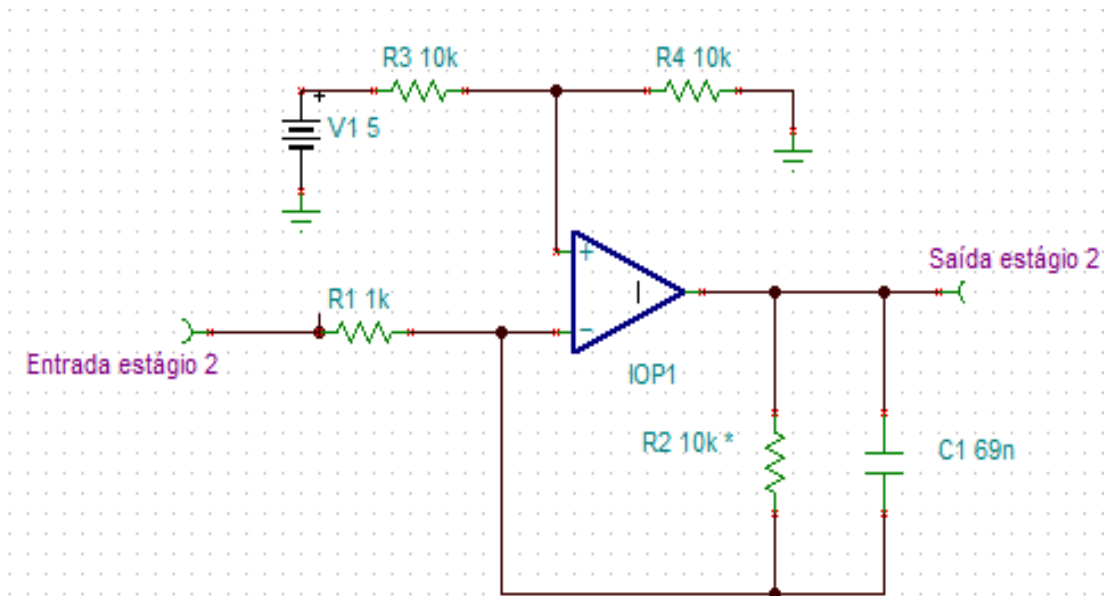 R3 10k
R4 10k
+
V1 5
+
Saída estágio 2
R1 1k
-
Entrada estágio 2
IOP1
R2 10k *
C1 69n